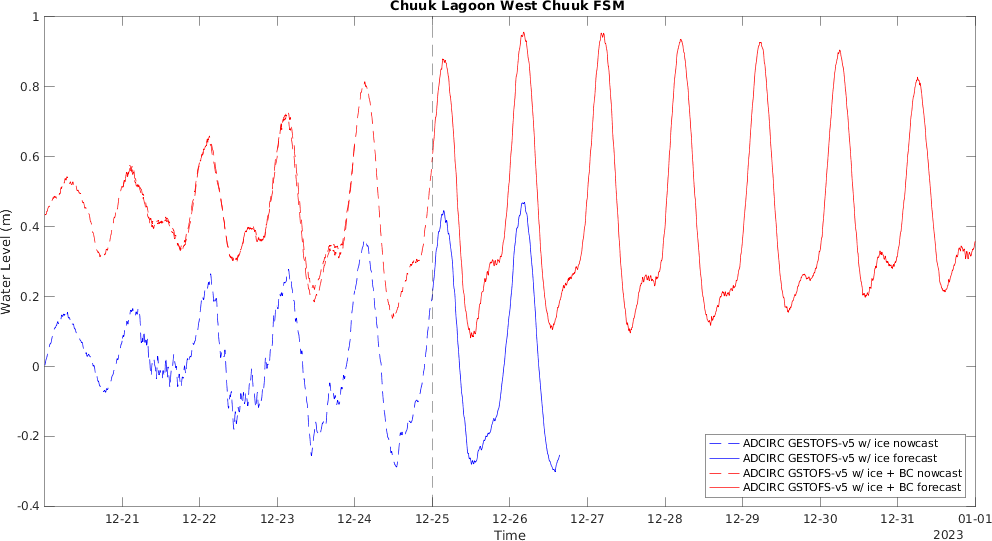 Chuuk Lagoon West Chuuk FSM
1
0.8
0.6
0.4
0.2
0
-0.2
-0.4
Water Level (m)
12-21 12-22 12-23 12-24 12-25 12-26 12-27 12-28 12-29 12-30 12-31 01-01
Time
2023
ADCIRC GESTOFS-v5 w/ ice nowcast
ADCIRC GESTOFS-v5 w/ ice forecast
ADCIRC GSTOFS-v5 w/ ice + BC nowcast
ADCIRC GSTOFS-v5 w/ ice + BC forecast